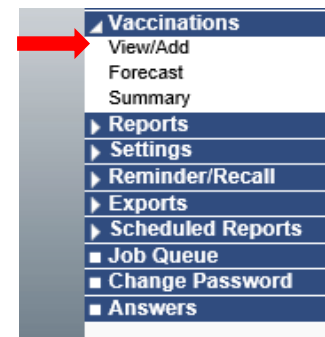 Vaccinations
View/Add
Forecast
Summary
Reports
Settings
Reminder/Recall
Exports
Scheduled Reports
Job Queue
Change Password
Answers